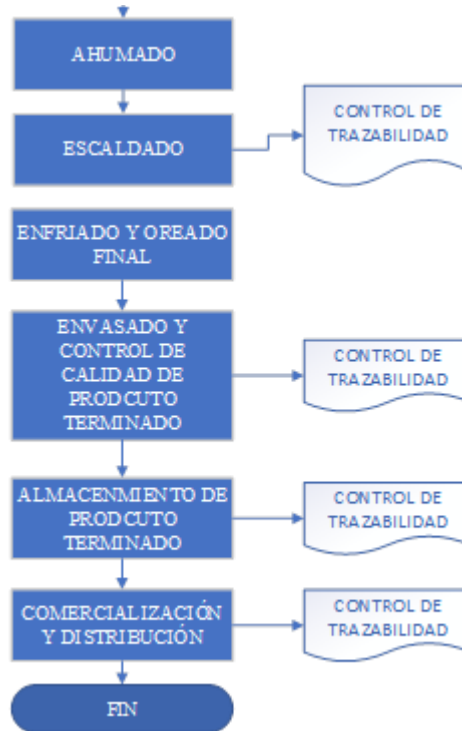 AHUMADO
ESCALDADO
CONTROL DE
TRAZABILIDAD
ENFRIADO Y OREADO
FINAL
ENVASADO Y
CONTROL DE
CALIDAD DE
PRODCUTO
TERMINADO
CONTROL DE
TRAZABILIDAD
ALMACENMIENTO DE
PRODCUTO
TERMINADO
CONTROL DE
TRAZABILIDAD
COMERCIALIZACIÓN
Y DISTRIBUCIÓN
CONTROL DE
TRAZABILIDAD
FIN